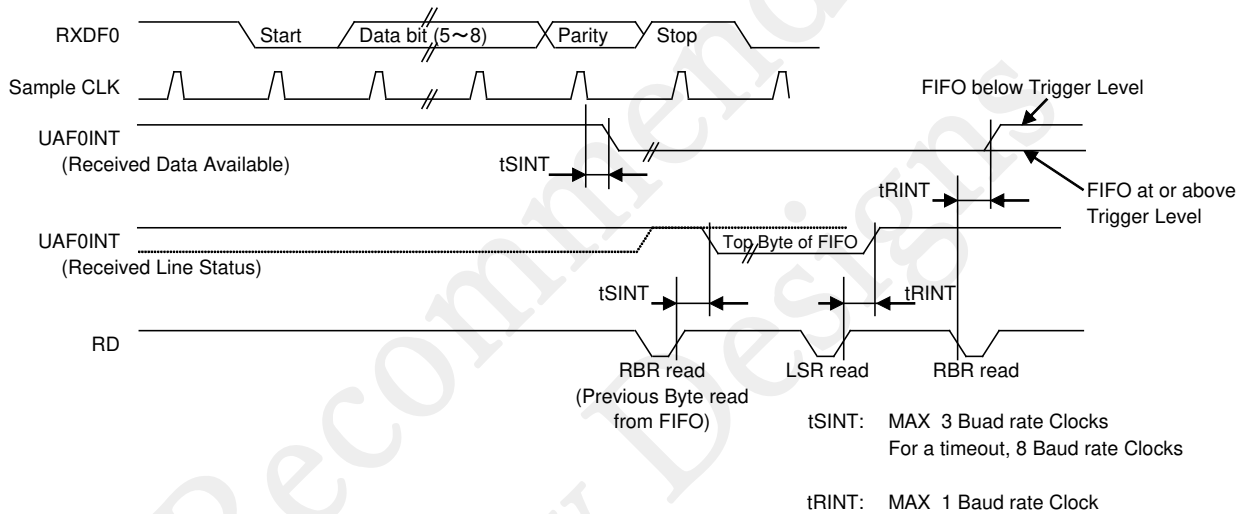 RXDF0 Start Data bit (5~8) Parity Stop
Sample CLK
FIFO below Trigger Level
UAF0INT
(Received Data Available)
tSINT
tRINT
FIFO at or above
Trigger Level
UAF0INT
(Received Line Status)
Top Byte of FIFO
tSINT
tRINT
RD
RBR read
(Previous Byte read
from FIFO)
LSR read
RBR read
tSINT: MAX 3 Buad rate Clocks
For a timeout, 8 Baud rate Clocks
tRINT: MAX 1 Baud rate Clock